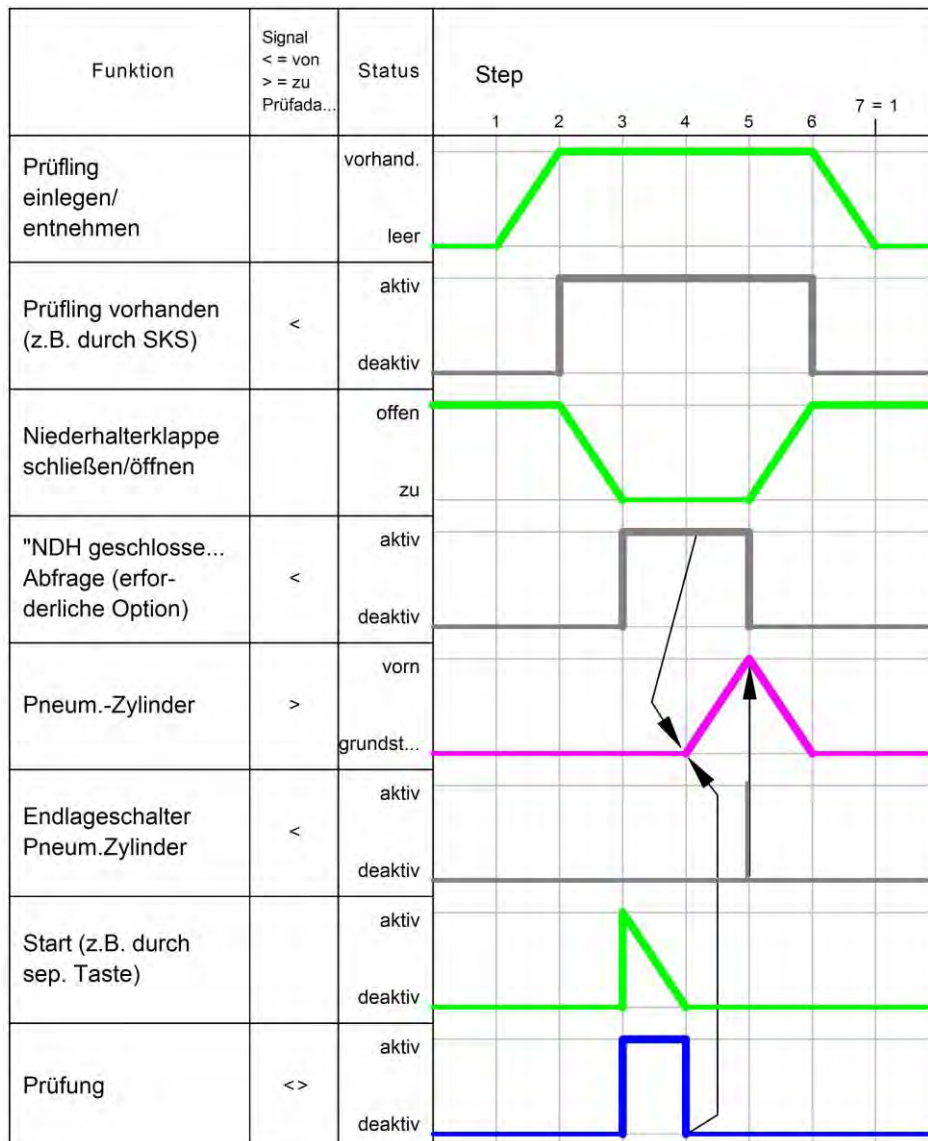 Funktion
Signal
< = von
> = zu
Prüfada...
Status
Step
1 2 3 4 5 6 7 = 1
Prüfling
einlegen/
entnehmen
vorhand.
leer
Prüfling vorhanden
(z.B. durch SKS)
<
aktiv
deaktiv
Niederhalterklappe
schließen/öffnen
offen
zu
"NDH geschlosse...
Abfrage (erfor-
derliche Option)
<
aktiv
deaktiv
Pneum.-Zylinder
>
vorn
grundst...
Endlageschalter
Pneum.Zylinder
<
aktiv
deaktiv
Start (z.B. durch
sep. Taste)
aktiv
deaktiv
Prüfung
<>
aktiv
deaktiv